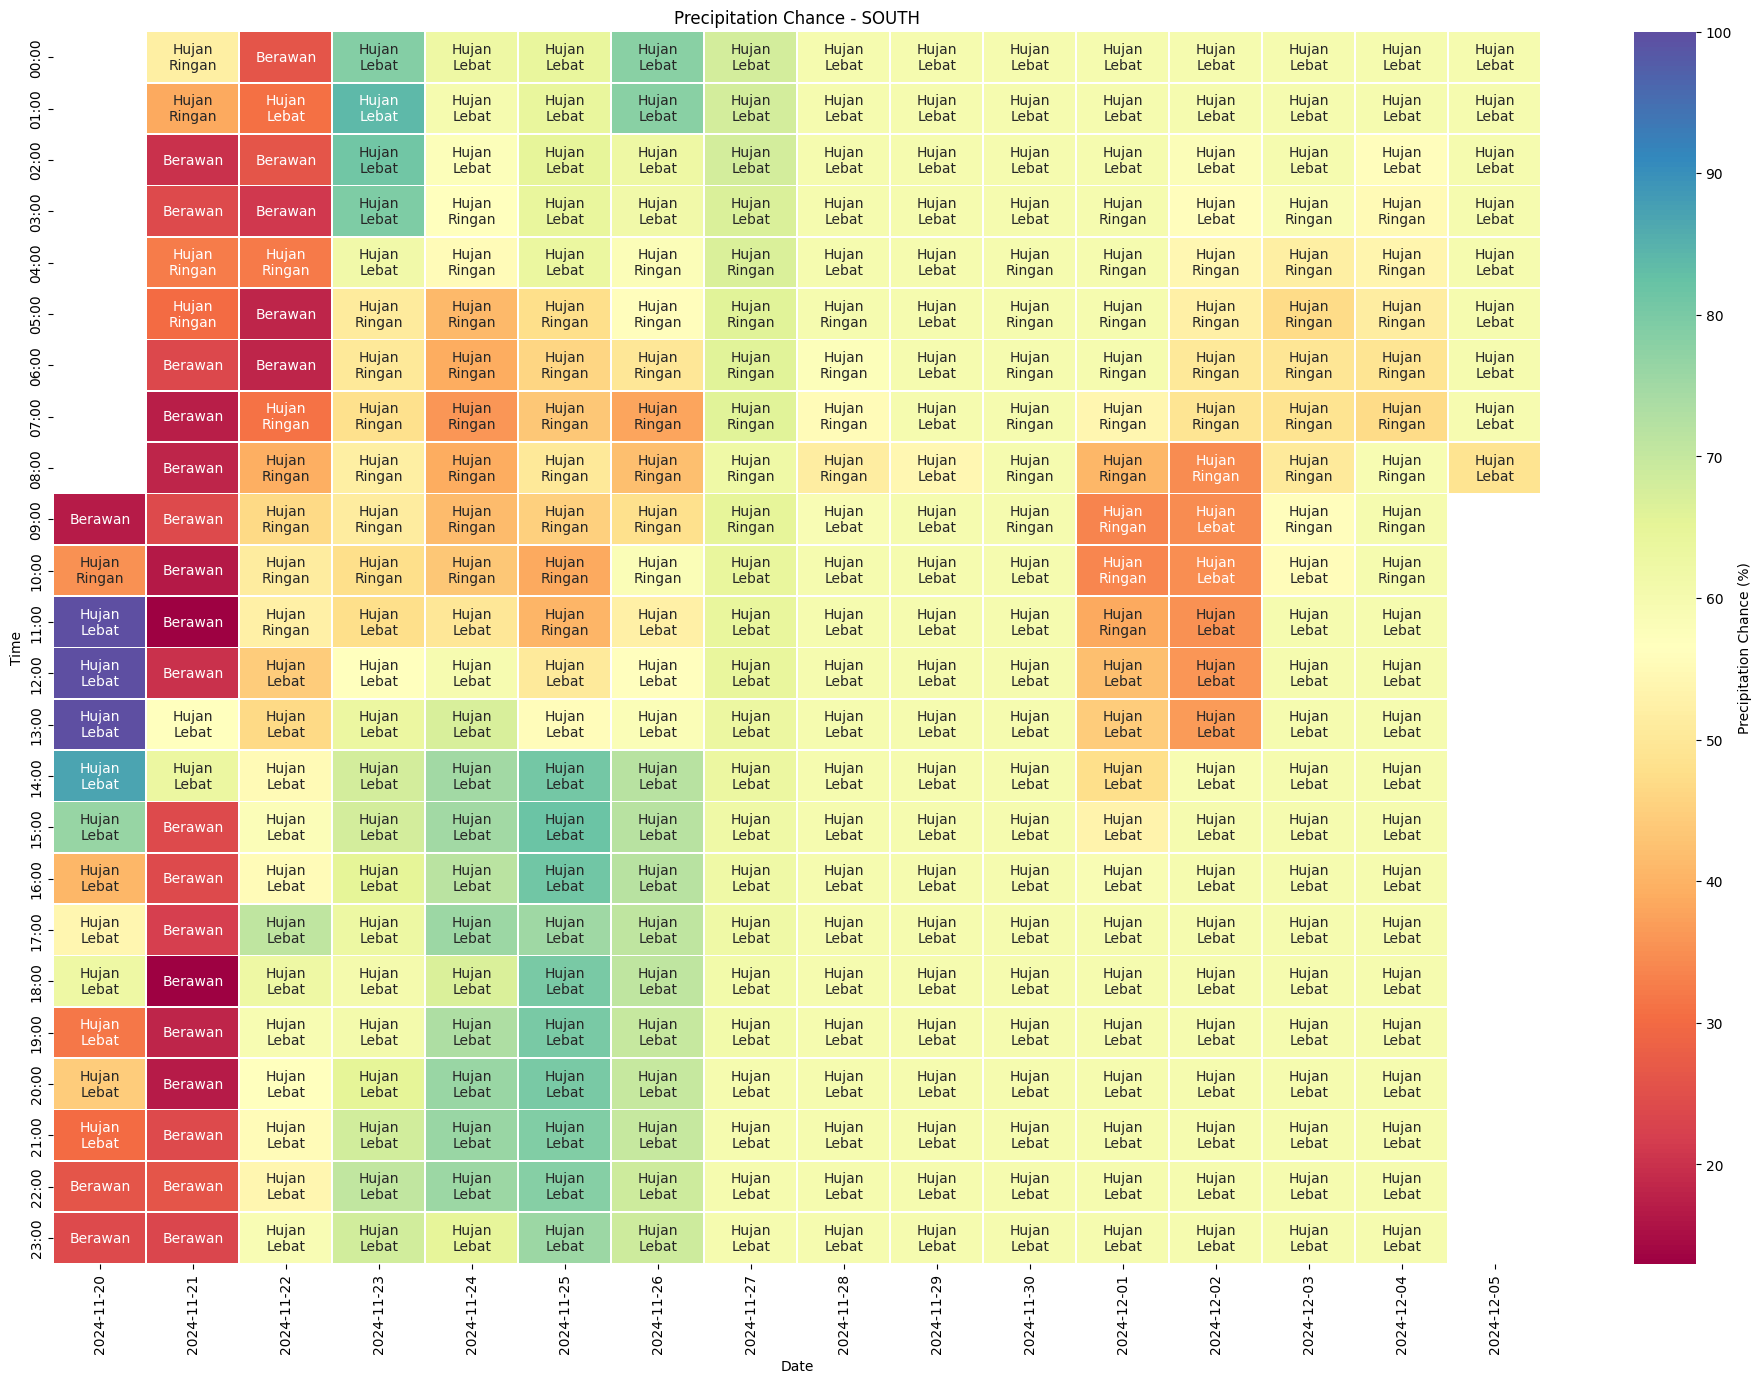 Precipitation Chance - SOUTH
00:00 Hujan Ringan Berawan Hujan Lebat Hujan Lebat Hujan Lebat Hujan Lebat Hujan Lebat Hujan Lebat Hujan Lebat Hujan Lebat Hujan Lebat Hujan Lebat Hujan Lebat Hujan Lebat Hujan Lebat
01:00 Hujan Ringan Hujan Lebat Hujan Lebat Hujan Lebat Hujan Lebat Hujan Lebat Hujan Lebat Hujan Lebat Hujan Lebat Hujan Lebat Hujan Lebat Hujan Lebat Hujan Lebat Hujan Lebat Hujan Lebat
02:00 Berawan Berawan Hujan Lebat Hujan Lebat Hujan Lebat Hujan Lebat Hujan Lebat Hujan Lebat Hujan Lebat Hujan Lebat Hujan Lebat Hujan Lebat Hujan Lebat Hujan Lebat Hujan Lebat
03:00 Berawan Berawan Hujan Lebat Hujan Ringan Hujan Lebat Hujan Lebat Hujan Lebat Hujan Lebat Hujan Lebat Hujan Lebat Hujan Ringan Hujan Lebat Hujan Ringan Hujan Ringan Hujan Lebat
04:00 Hujan Ringan Hujan Ringan Hujan Lebat Hujan Ringan Hujan Lebat Hujan Ringan Hujan Ringan Hujan Lebat Hujan Lebat Hujan Ringan Hujan Ringan Hujan Ringan Hujan Ringan Hujan Ringan Hujan Lebat
05:00 Hujan Ringan Berawan Hujan Ringan Hujan Ringan Hujan Ringan Hujan Ringan Hujan Ringan Hujan Ringan Hujan Lebat Hujan Ringan Hujan Ringan Hujan Ringan Hujan Ringan Hujan Ringan Hujan Lebat
06:00 Berawan Berawan Hujan Ringan Hujan Ringan Hujan Ringan Hujan Ringan Hujan Ringan Hujan Ringan Hujan Lebat Hujan Ringan Hujan Ringan Hujan Ringan Hujan Ringan Hujan Ringan Hujan Lebat
07:00 Berawan Hujan Ringan Hujan Ringan Hujan Ringan Hujan Ringan Hujan Ringan Hujan Ringan Hujan Ringan Hujan Lebat Hujan Ringan Hujan Ringan Hujan Ringan Hujan Ringan Hujan Ringan Hujan Lebat
08:00 Berawan Hujan Ringan Hujan Ringan Hujan Ringan Hujan Ringan Hujan Ringan Hujan Ringan Hujan Ringan Hujan Lebat Hujan Ringan Hujan Ringan Hujan Ringan Hujan Ringan Hujan Ringan Hujan Lebat
09:00 Berawan Berawan Hujan Ringan Hujan Ringan Hujan Ringan Hujan Ringan Hujan Ringan Hujan Ringan Hujan Lebat Hujan Lebat Hujan Ringan Hujan Ringan Hujan Lebat Hujan Ringan Hujan Ringan
10:00 Hujan Ringan Berawan Hujan Ringan Hujan Ringan Hujan Ringan Hujan Ringan Hujan Ringan Hujan Lebat Hujan Lebat Hujan Lebat Hujan Lebat Hujan Ringan Hujan Lebat Hujan Lebat Hujan Ringan
11:00 Hujan Lebat Berawan Hujan Ringan Hujan Lebat Hujan Lebat Hujan Ringan Hujan Lebat Hujan Lebat Hujan Lebat Hujan Lebat Hujan Lebat Hujan Ringan Hujan Lebat Hujan Lebat Hujan Lebat
12:00 Hujan Lebat Berawan Hujan Lebat Hujan Lebat Hujan Lebat Hujan Lebat Hujan Lebat Hujan Lebat Hujan Lebat Hujan Lebat Hujan Lebat Hujan Lebat Hujan Lebat Hujan Lebat Hujan Lebat
13:00 Hujan Lebat Hujan Lebat Hujan Lebat Hujan Lebat Hujan Lebat Hujan Lebat Hujan Lebat Hujan Lebat Hujan Lebat Hujan Lebat Hujan Lebat Hujan Lebat Hujan Lebat Hujan Lebat Hujan Lebat
14:00 Hujan Lebat Hujan Lebat Hujan Lebat Hujan Lebat Hujan Lebat Hujan Lebat Hujan Lebat Hujan Lebat Hujan Lebat Hujan Lebat Hujan Lebat Hujan Lebat Hujan Lebat Hujan Lebat Hujan Lebat
15:00 Hujan Lebat Berawan Hujan Lebat Hujan Lebat Hujan Lebat Hujan Lebat Hujan Lebat Hujan Lebat Hujan Lebat Hujan Lebat Hujan Lebat Hujan Lebat Hujan Lebat Hujan Lebat Hujan Lebat
16:00 Hujan Lebat Berawan Hujan Lebat Hujan Lebat Hujan Lebat Hujan Lebat Hujan Lebat Hujan Lebat Hujan Lebat Hujan Lebat Hujan Lebat Hujan Lebat Hujan Lebat Hujan Lebat Hujan Lebat
17:00 Hujan Lebat Berawan Hujan Lebat Hujan Lebat Hujan Lebat Hujan Lebat Hujan Lebat Hujan Lebat Hujan Lebat Hujan Lebat Hujan Lebat Hujan Lebat Hujan Lebat Hujan Lebat Hujan Lebat
18:00 Hujan Lebat Berawan Hujan Lebat Hujan Lebat Hujan Lebat Hujan Lebat Hujan Lebat Hujan Lebat Hujan Lebat Hujan Lebat Hujan Lebat Hujan Lebat Hujan Lebat Hujan Lebat Hujan Lebat
19:00 Hujan Lebat Berawan Hujan Lebat Hujan Lebat Hujan Lebat Hujan Lebat Hujan Lebat Hujan Lebat Hujan Lebat Hujan Lebat Hujan Lebat Hujan Lebat Hujan Lebat Hujan Lebat Hujan Lebat
20:00 Hujan Lebat Berawan Hujan Lebat Hujan Lebat Hujan Lebat Hujan Lebat Hujan Lebat Hujan Lebat Hujan Lebat Hujan Lebat Hujan Lebat Hujan Lebat Hujan Lebat Hujan Lebat Hujan Lebat
21:00 Hujan Lebat Berawan Hujan Lebat Hujan Lebat Hujan Lebat Hujan Lebat Hujan Lebat Hujan Lebat Hujan Lebat Hujan Lebat Hujan Lebat Hujan Lebat Hujan Lebat Hujan Lebat Hujan Lebat
22:00 Berawan Berawan Hujan Lebat Hujan Lebat Hujan Lebat Hujan Lebat Hujan Lebat Hujan Lebat Hujan Lebat Hujan Lebat Hujan Lebat Hujan Lebat Hujan Lebat Hujan Lebat Hujan Lebat
23:00 Berawan Berawan Hujan Lebat Hujan Lebat Hujan Lebat Hujan Lebat Hujan Lebat Hujan Lebat Hujan Lebat Hujan Lebat Hujan Lebat Hujan Lebat Hujan Lebat Hujan Lebat Hujan Lebat
Time
2024-11-20 2024-11-21 2024-11-22 2024-11-23 2024-11-24 2024-11-25 2024-11-26 2024-11-27 2024-11-28 2024-11-29 2024-11-30 2024-12-01 2024-12-02 2024-12-03 2024-12-04 2024-12-05
Date
100
90
80
70
60
50
40
30
20
Precipitation Chance (%)